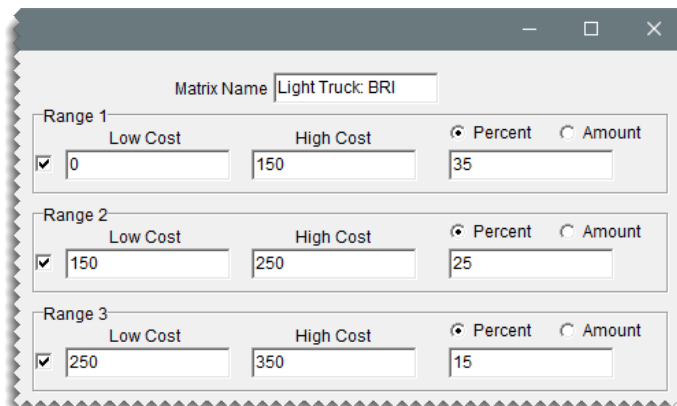 Matrix Name Light Truck: BRI
Range 1
Low Cost High Cost Percent Amount
0 150 35
Range 2
Low Cost High Cost Percent Amount
150 250 25
Range 3
Low Cost High Cost Percent Amount
250 350 15